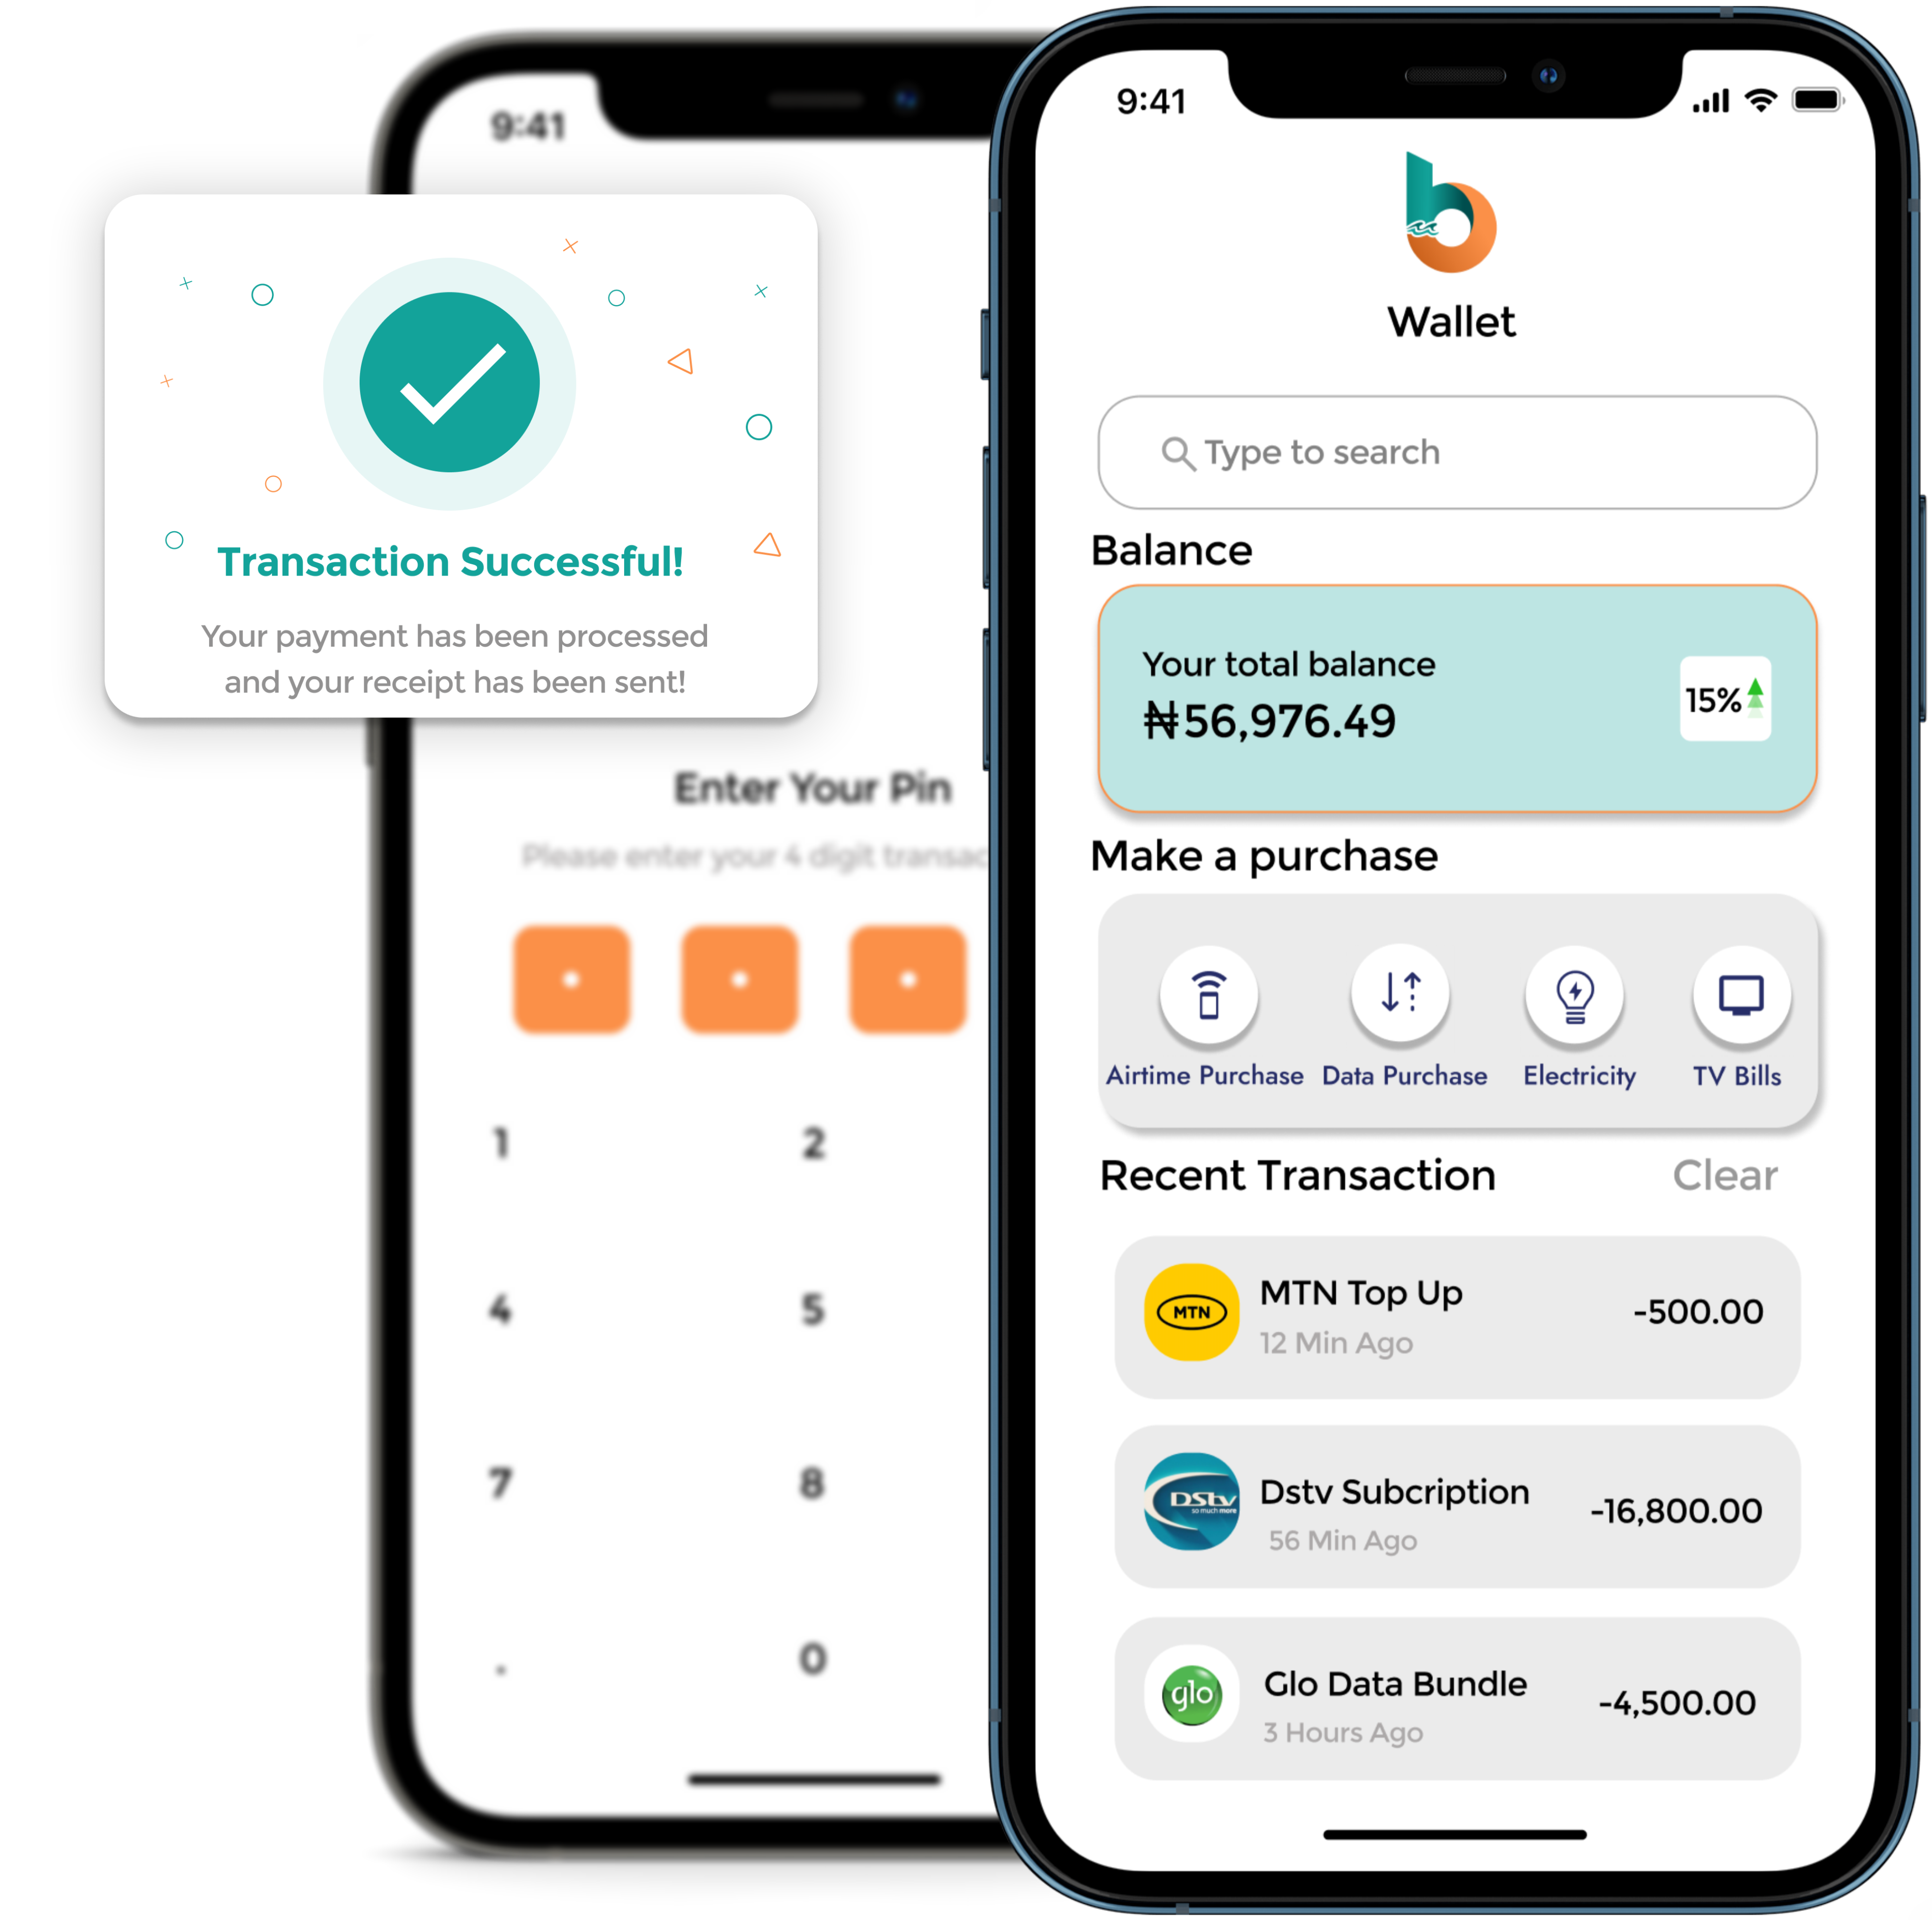 9:41
Transaction Successful!
Your payment has been processed
and your receipt has been sent!
Enter Your Pin
Please enter your 4 digit
1 2
4 5
7 8
. 0
9:41
Wallet
Type to search
Balance
Your total balance
₦56,976.49
15%
Make a purchase
Airtime Purchase Data Purchase Electricity TV Bills
Recent Transaction Clear
MTN
MTN Top Up
12 Min Ago
-500.00
DStv
so much more
Dstv Subcription
56 Min Ago
-16,800.00
glo
Glo Data Bundle
3 Hours Ago
-4,500.00